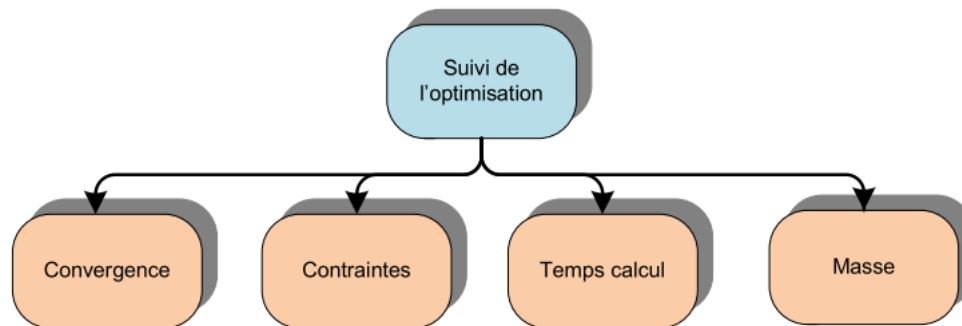 Suivi de
l'optimisation
Convergence
Contraintes
Temps calcul
Masse